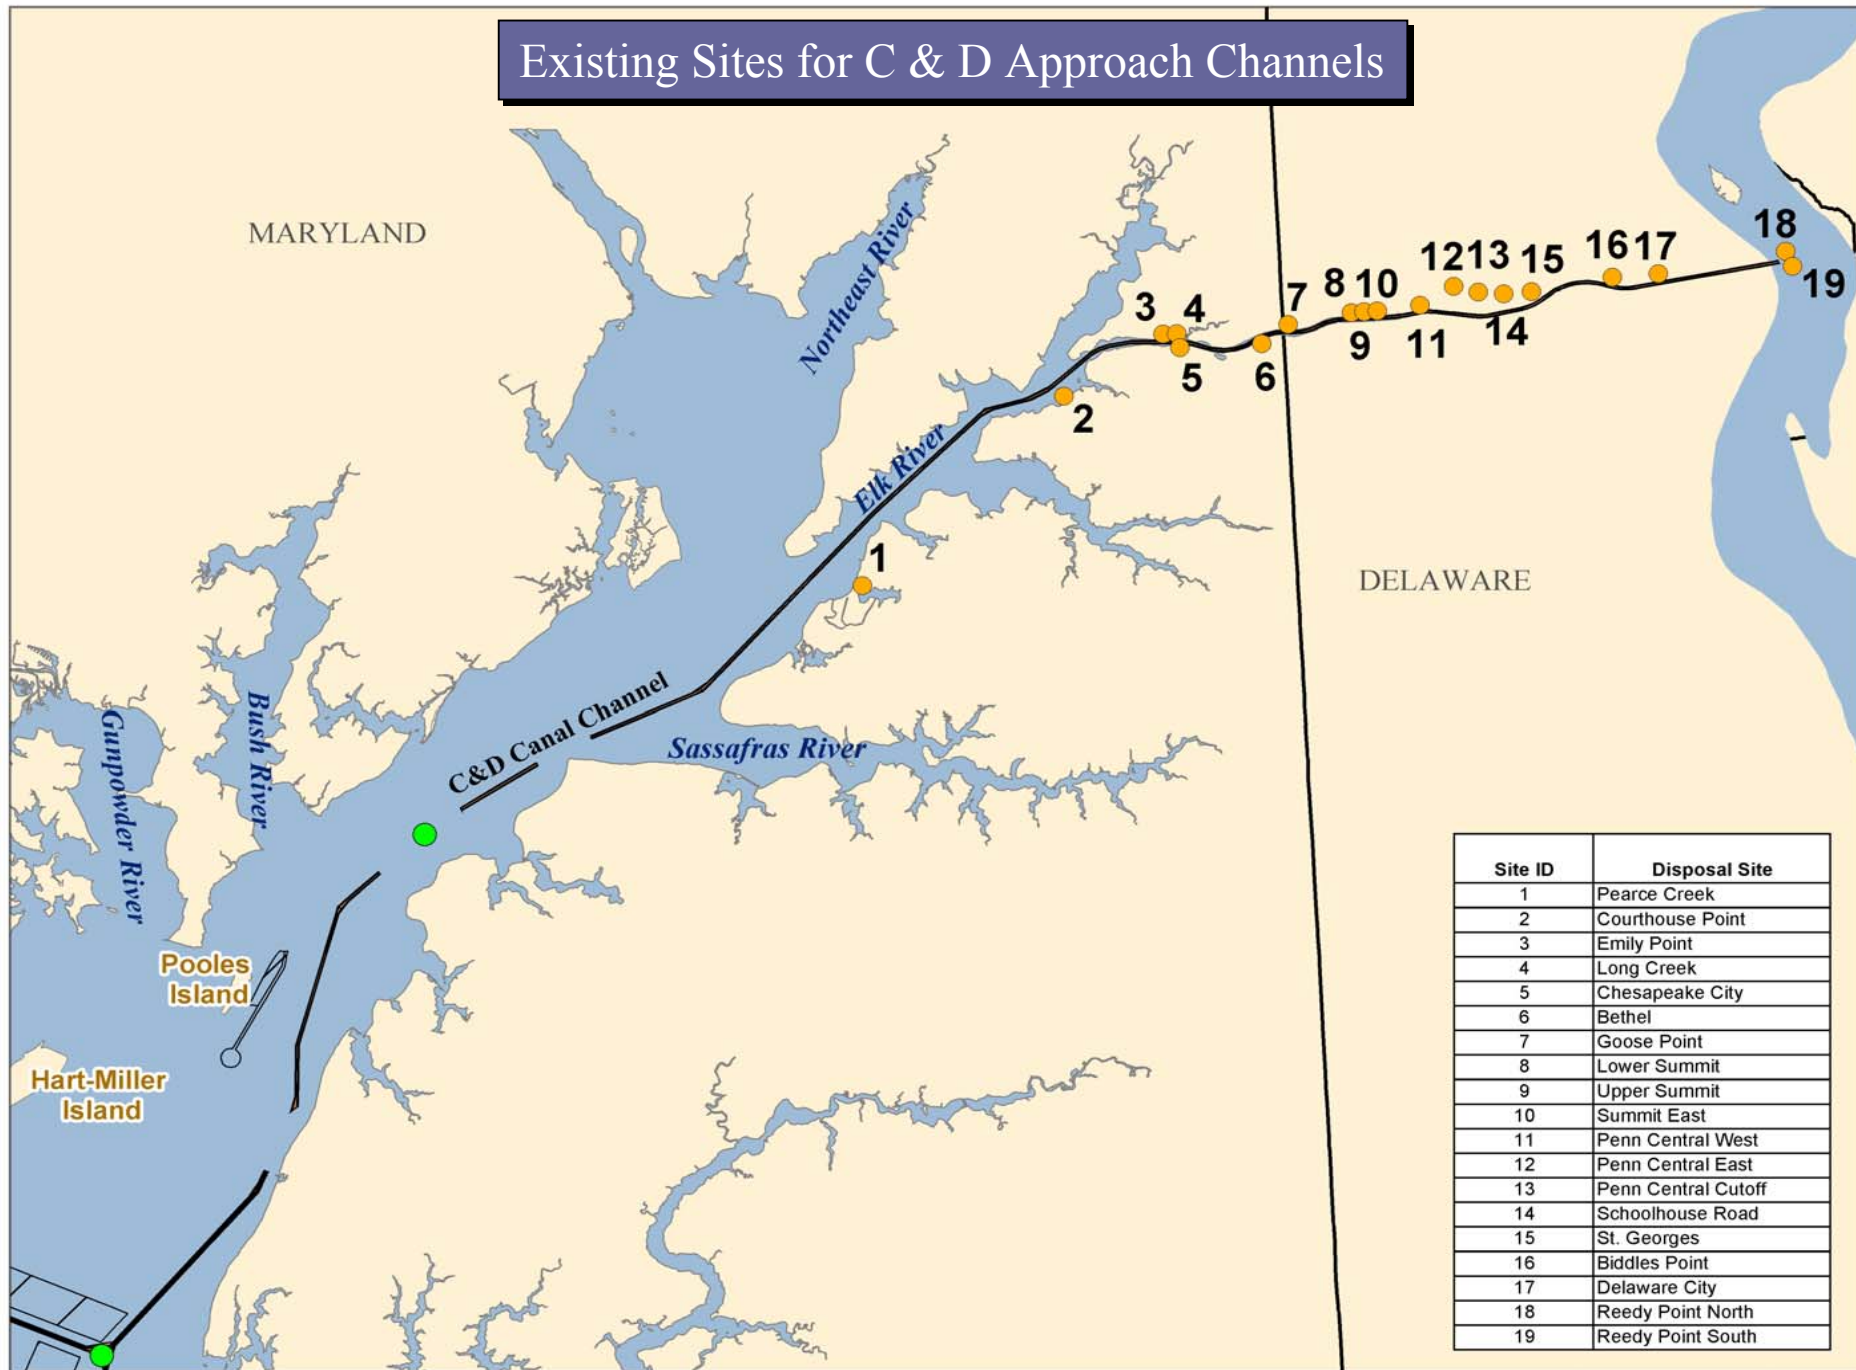 Existing Sites for C & D Approach Channels
MARYLAND
Northeast River
18
19
16
17
12
13
15
14
8
10
9
11
7
3
4
5
6
2
Elk River
1
DELAWARE
C&D Canal Channel
Sassafras River
Bush River
Gunpowder River
Pooles
Island
Hart-Miller
Island
Site ID Disposal Site
1 Pearce Creek
2 Courthouse Point
3 Emily Point
4 Long Creek
5 Chesapeake City
6 Bethel
7 Goose Point
8 Lower Summit
9 Upper Summit
10 Summit East
11 Penn Central West
12 Penn Central East
13 Penn Central Cutoff
14 Schoolhouse Road
15 St. Georges
16 Biddles Point
17 Delaware City
18 Reedy Point North
19 Reedy Point South